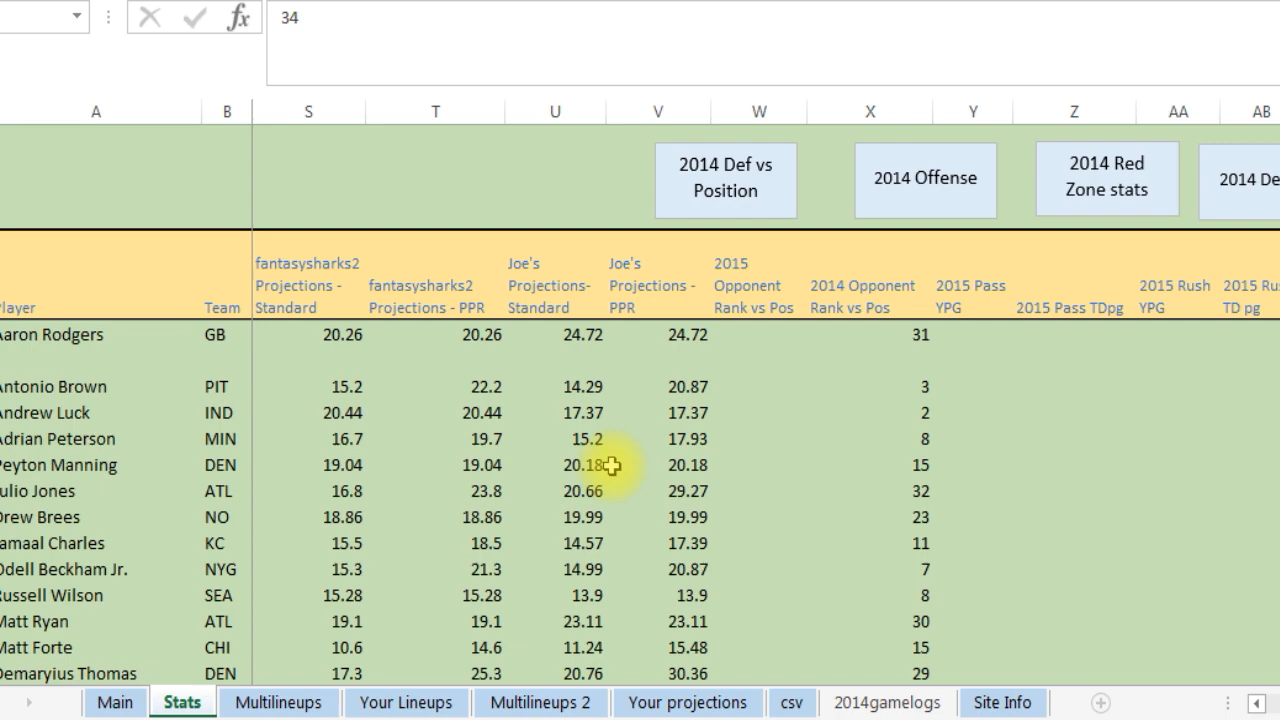 fx 34
A B S T U V W X Y Z AA AB
2014 Def vs
Position
2014 Offense
2014 Red
Zone stats
2014 De
Player Team
fantasysharks2
Projections -
Standard
fantasysharks2
Projections - PPR
Joe's
Projections-
Standard
Joe's
Projections -
PPR
2015
Opponent
Rank vs Pos
2014 Opponent
Rank vs Pos
2015 Pass
YPG
2015 Pass TDpg
2015 Rush
YPG
2015 Ru
TD pg
Aaron Rodgers GB 20.26 20.26 24.72 24.72 31
Antonio Brown PIT 15.2 22.2 14.29 20.87 3
Andrew Luck IND 20.44 20.44 17.37 17.37 2
Adrian Peterson MIN 16.7 19.7 15.2 17.93 8
Peyton Manning DEN 19.04 19.04 20.18 20.18 15
ulio Jones ATL 16.8 23.8 20.66 29.27 32
Drew Brees NO 18.86 18.86 19.99 19.99 23
amaal Charles KC 15.5 18.5 14.57 17.39 11
Odell Beckham Jr. NYG 15.3 21.3 14.99 20.87 7
Russell Wilson SEA 15.28 15.28 13.9 13.9 8
Matt Ryan ATL 19.1 19.1 23.11 23.11 30
Matt Forte CHI 10.6 14.6 11.24 15.48 15
Demaryius Thomas DEN 17.3 25.3 20.76 30.36 29
Main Stats Multilineups Your Lineups Multilineups 2 Your projections csv 2014gamelogs Site Info